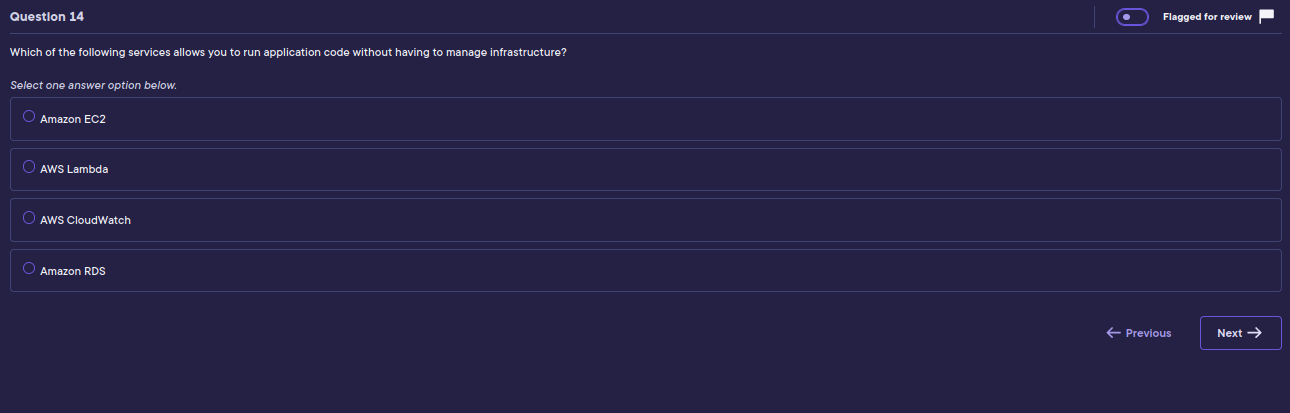 Question 14
Flagged for review
Which of the following services allows you to run application code without having to manage infrastructure?
Select one answer option below.
Amazon EC2
AWS Lambda
AWS CloudWatch
Amazon RDS
Previous
Next